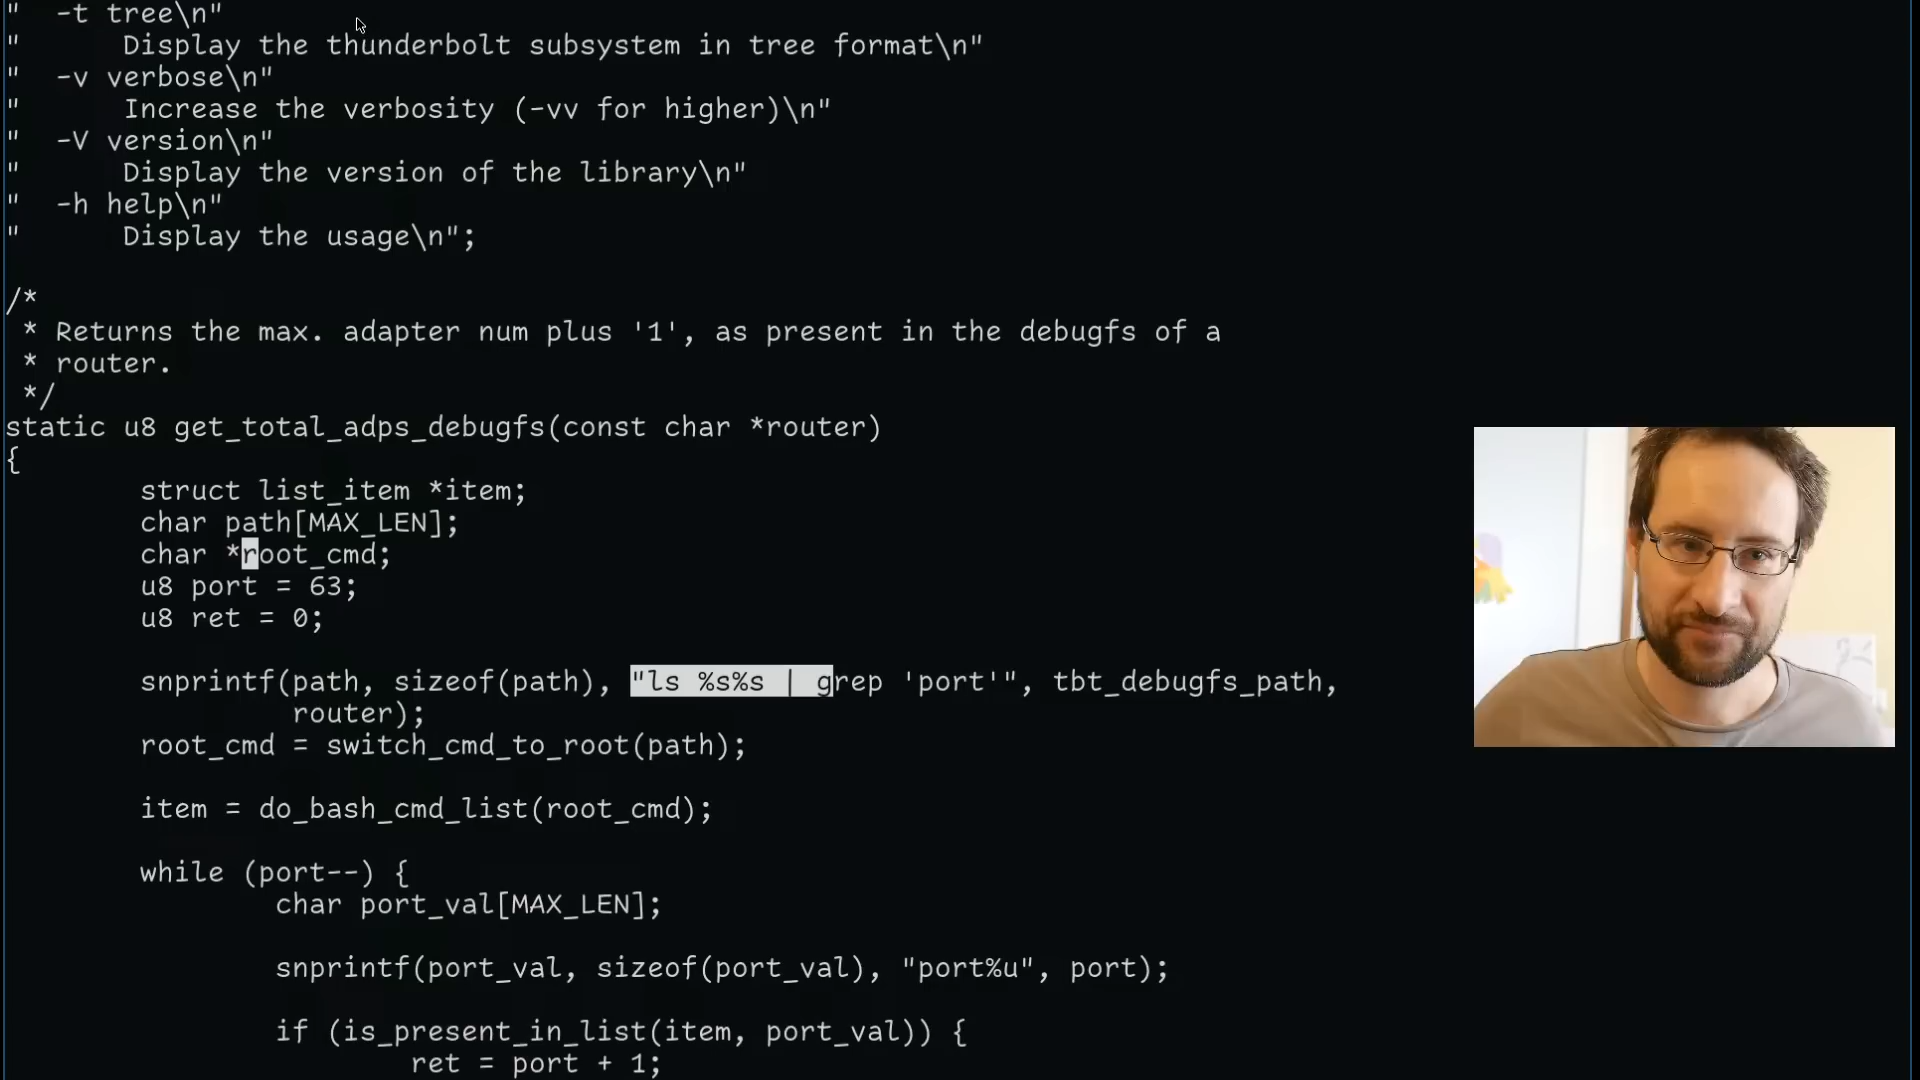 "  -t tree\n"
"      Display the thunderbolt subsystem in tree format\n"
"  -v verbose\n"
"      Increase the verbosity (-vv for higher)\n"
"  -V version\n"
"      Display the version of the library\n"
"  -h help\n"
"      Display the usage\n";
/*
 * Returns the max. adapter num plus '1', as present in the debugfs of a
 * router.
 */
static u8 get_total_adps_debugfs(const char *router)
{
        struct list_item *item;
        char path[MAX_LEN];
        char *root_cmd;
        u8 port = 63;
        u8 ret = 0;
        snprintf(path, sizeof(path), "ls %s%s | grep 'port'", tbt_debugfs_path,
                 router);
        root_cmd = switch_cmd_to_root(path);
        item = do_bash_cmd_list(root_cmd);
        while (port--) {
                char port_val[MAX_LEN];
                snprintf(port_val, sizeof(port_val), "port%u", port);
                if (is_present_in_list(item, port_val)) {
                        ret = port + 1;